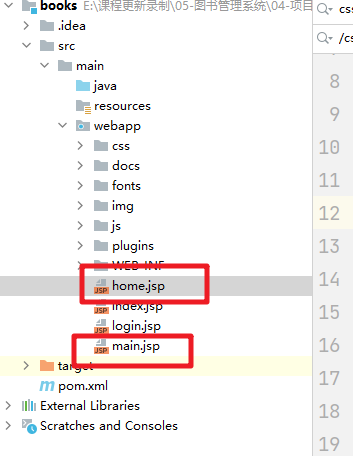 books E:\课程更新录制\05-图书管理系统\04-项目
.idea
src
main
java
resources
webapp
css
docs
fonts
img
js
plugins
WEB-INF
home.jsp
index.jsp
login.jsp
main.jsp
target
pom.xml
External Libraries
Scratches and Consoles
css
/cs
8
9
10
11
12
13
14
15
16
17
18
19